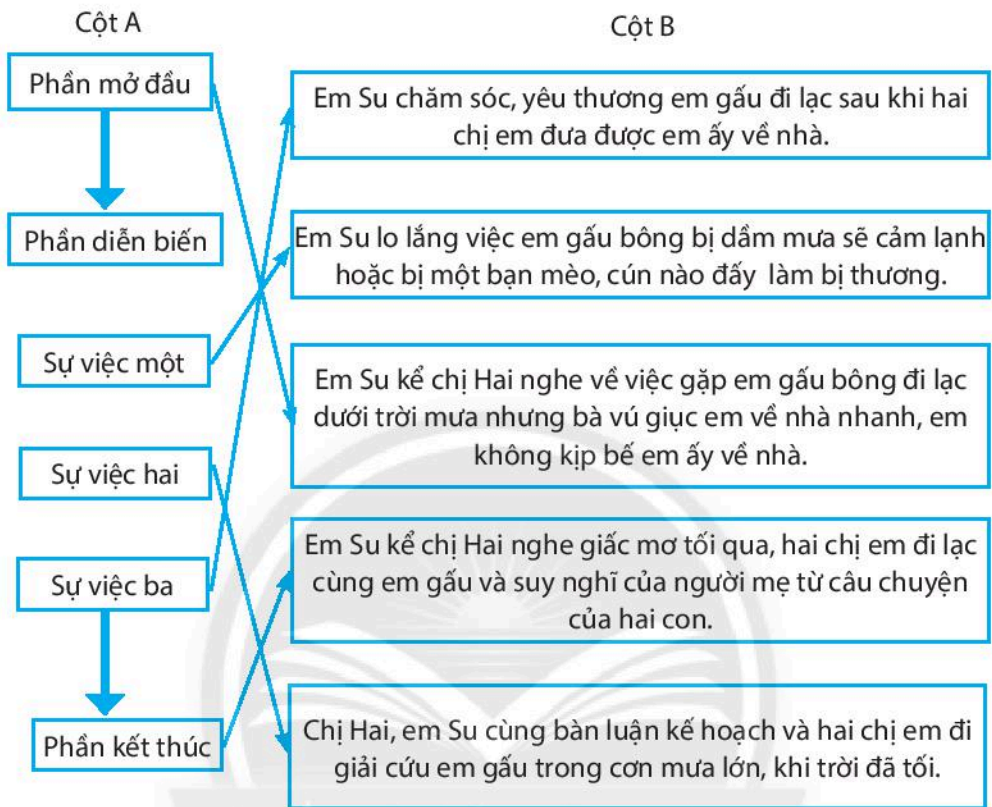 Cột A
Cột B
Phần mở đầu
Em Su chăm sóc, yêu thương em gấu đi lạc sau khi hai
chị em đưa được em ấy về nhà.
Phần diễn biến
Em Su lo lắng việc em gấu bông bị dầm mưa sẽ cảm lạnh
hoặc bị một bạn mèo, cún nào đấy làm bị thương.
Sự việc một
Em Su kể chị Hai nghe về việc gặp em gấu bông đi lạc
dưới trời mưa nhưng bà vú giục em về nhà nhanh, em
không kịp bế em ấy về nhà.
Sự việc hai
Em Su kể chị Hai nghe giấc mơ tối qua, hai chị em đi lạc
cùng em gấu và suy nghĩ của người mẹ từ câu chuyện
của hai con.
Sự việc ba
Chị Hai, em Su cùng bàn luận kế hoạch và hai chị em đi
giải cứu em gấu trong cơn mưa lớn, khi trời đã tối.
Phần kết thúc